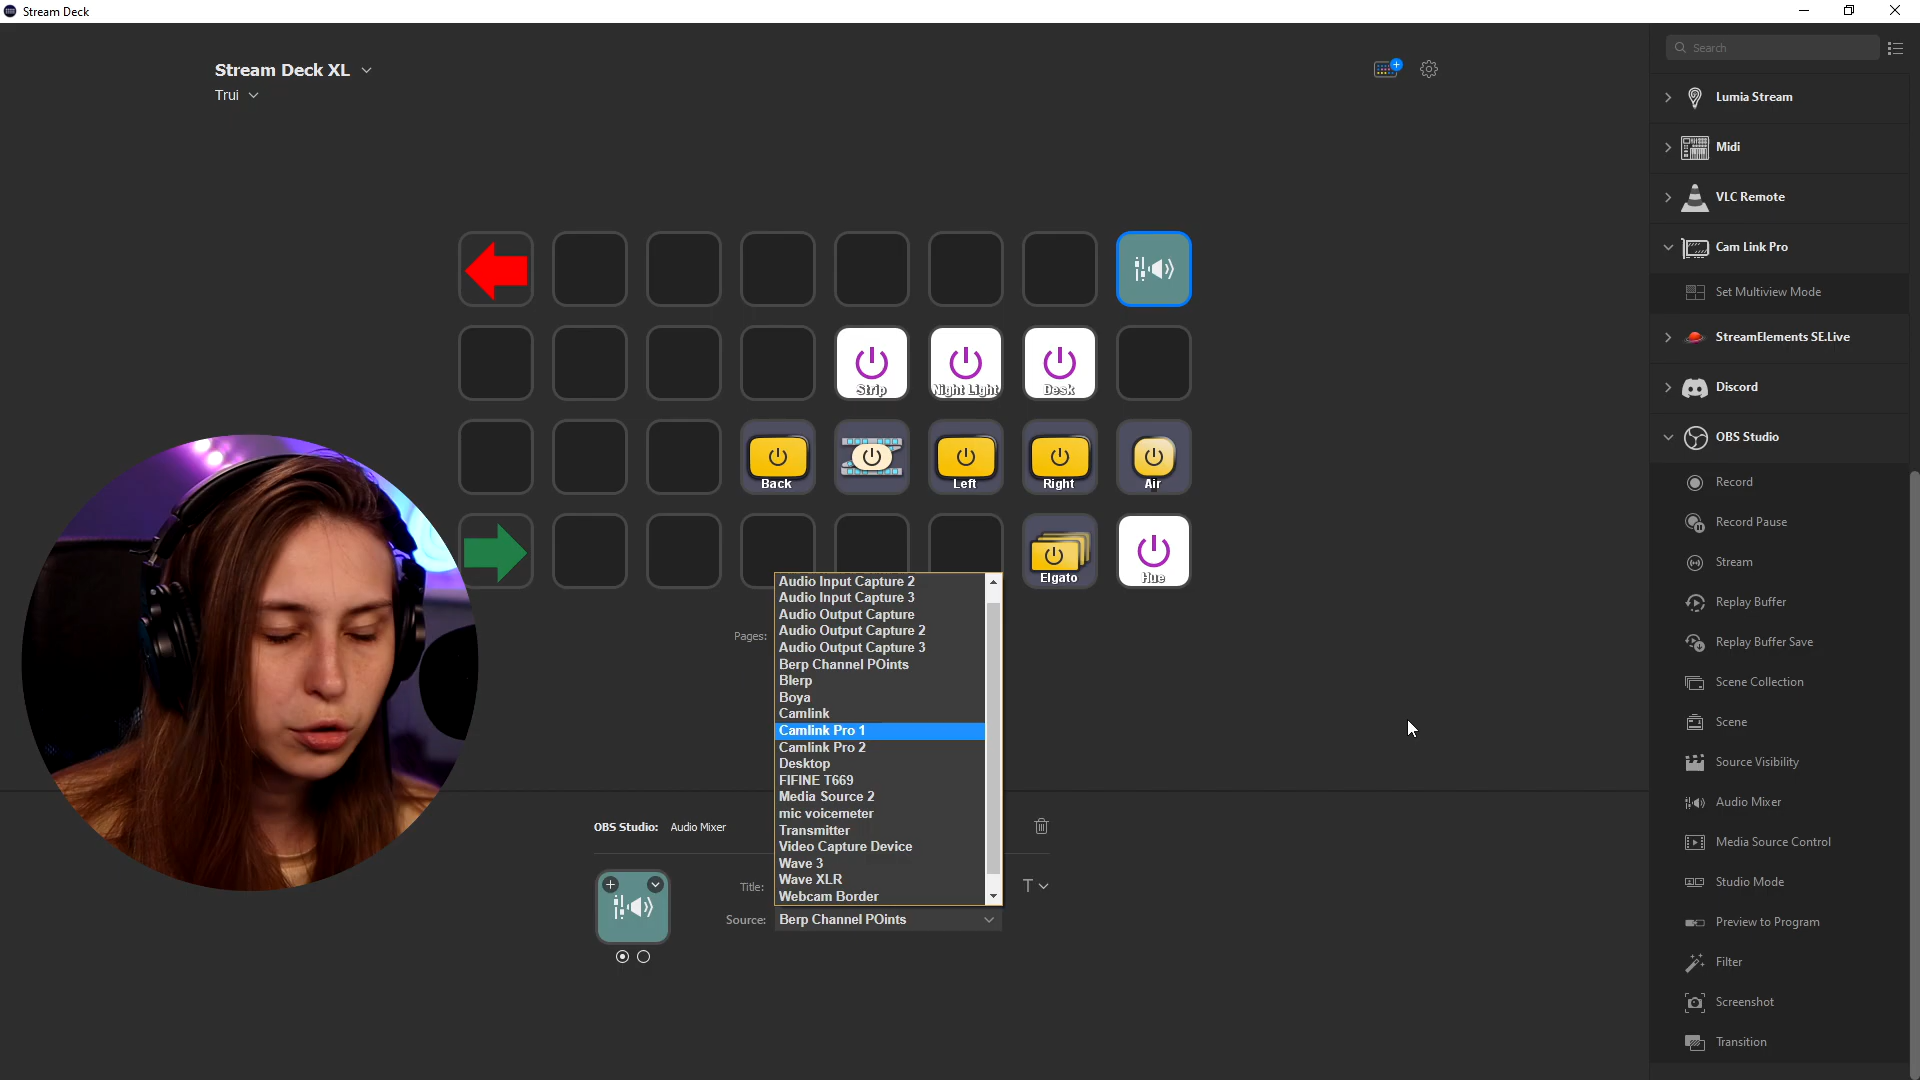 Stream Deck
Stream Deck XL
Trui
Search
Lumia Stream
Midi
VLC Remote
Cam Link Pro
Set Multiview Mode
StreamElements SE.Live
Discord
OBS Studio
Record
Record Pause
Stream
Replay Buffer
Replay Buffer Save
Scene Collection
Scene
Source Visibility
Audio Mixer
Media Source Control
Studio Mode
Preview to Program
Filter
Screenshot
Transition
Strip
Night Light
Desk
Back
Left
Right
Air
Elgato
Hue
Pages:
Audio Input Capture 2
Audio Input Capture 3
Audio Output Capture
Audio Output Capture 2
Audio Output Capture 3
Berp Channel POints
Blerp
Boya
Camlink
Camlink Pro 1
Camlink Pro 2
Desktop
FIFINE T669
Media Source 2
mic voicemeter
Transmitter
Video Capture Device
Wave 3
Wave XLR
Webcam Border
OBS Studio: Audio Mixer
Title:
T
Source: Berp Channel POints